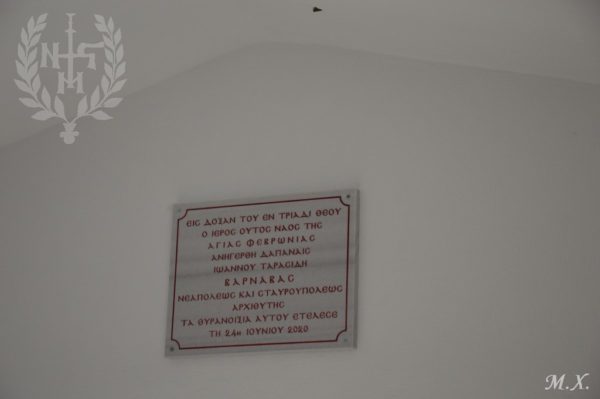 ΕΙΣ ΔΟΞΑΝ ΤΟΥ ΕΝ ΤΡΙΑΔΙ ΘΕΟΥ
Ο ΙΕΡΟΣ ΟΥΤΟΣ ΝΑΟΣ ΤΗΣ
ΑΓΙΑΣ ΦΕΒΡΩΝΙΑΣ
ΑΝΗΓΕΡΘΗ ΔΑΠΑΝΑΙΣ
ΙΩΑΝΝΟΥ ΤΑΡΑΣΙΔΗ
ΒΑΡΝΑΒΑΣ
ΝΕΑΠΟΛΕΩΣ ΚΑΙ ΣΤΑΥΡΟΥΠΟΛΕΩΣ
ΑΡΧΙΘΥΤΗΣ
ΤΑ ΘΥΡΑΝΟΙΞΙΑ ΑΥΤΟΥ ΕΤΕΛΕΣΕ
ΤΗ 24η ΙΟΥΝΙΟΥ 2020
M.X.